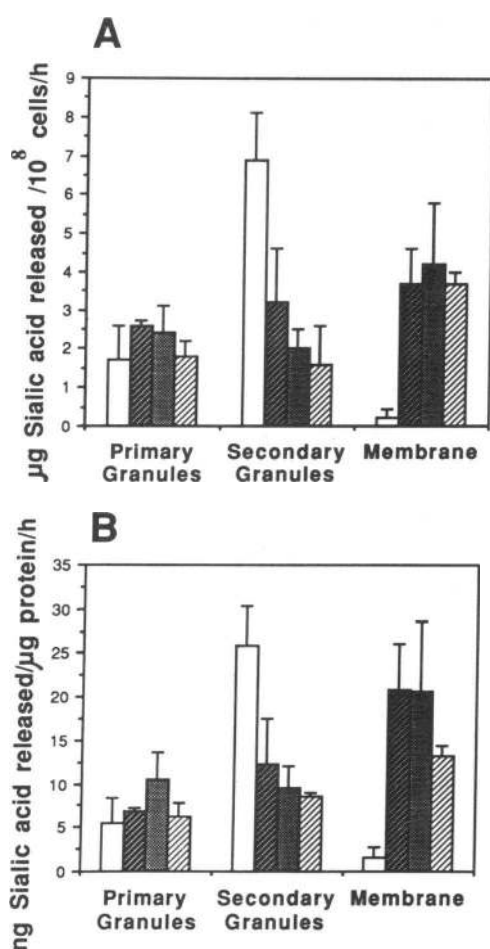 A
µg Sialic acid released /10⁸ cells/h
9
8
7
6
5
4
3
2
1
0
Primary
Granules
Secondary
Granules
Membrane
B
ng Sialic acid released/µg protein/h
35
30
25
20
15
10
5
0
Primary
Granules
Secondary
Granules
Membrane